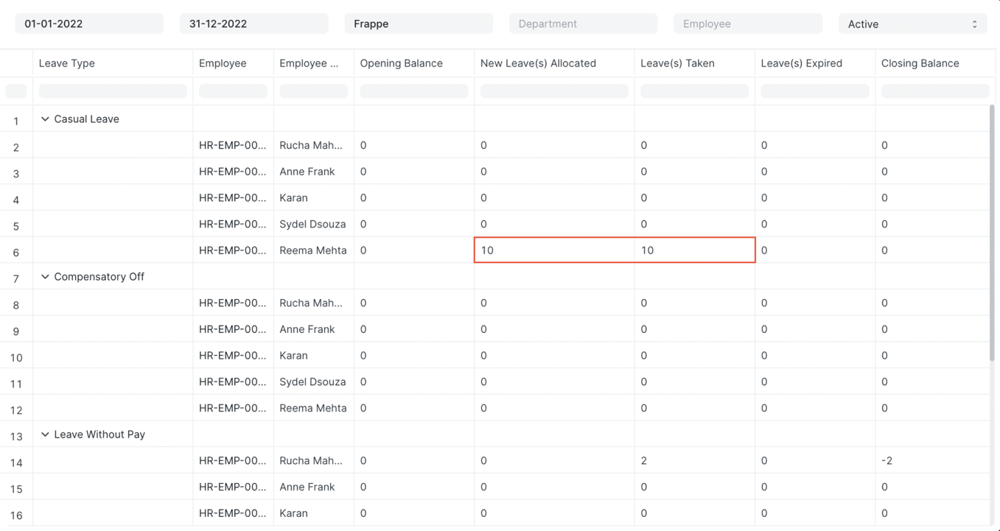 01-01-2022 31-12-2022 Frappe Department Employee Active
Leave Type Employee Employee ... Opening Balance New Leave(s) Allocated Leave(s) Taken Leave(s) Expired Closing Balance
1 Casual Leave
2 HR-EMP-00... Rucha Mah... 0 0 0 0 0
3 HR-EMP-00... Anne Frank 0 0 0 0 0
4 HR-EMP-00... Karan 0 0 0 0 0
5 HR-EMP-00... Sydel Dsouza 0 0 0 0 0
6 HR-EMP-00... Reema Mehta 0 10 10 0 0
7 Compensatory Off
8 HR-EMP-00... Rucha Mah... 0 0 0 0 0
9 HR-EMP-00... Anne Frank 0 0 0 0 0
10 HR-EMP-00... Karan 0 0 0 0 0
11 HR-EMP-00... Sydel Dsouza 0 0 0 0 0
12 HR-EMP-00... Reema Mehta 0 0 0 0 0
13 Leave Without Pay
14 HR-EMP-00... Rucha Mah... 0 0 2 0 -2
15 HR-EMP-00... Anne Frank 0 0 0 0 0
16 HR-EMP-00... Karan 0 0 0 0 0